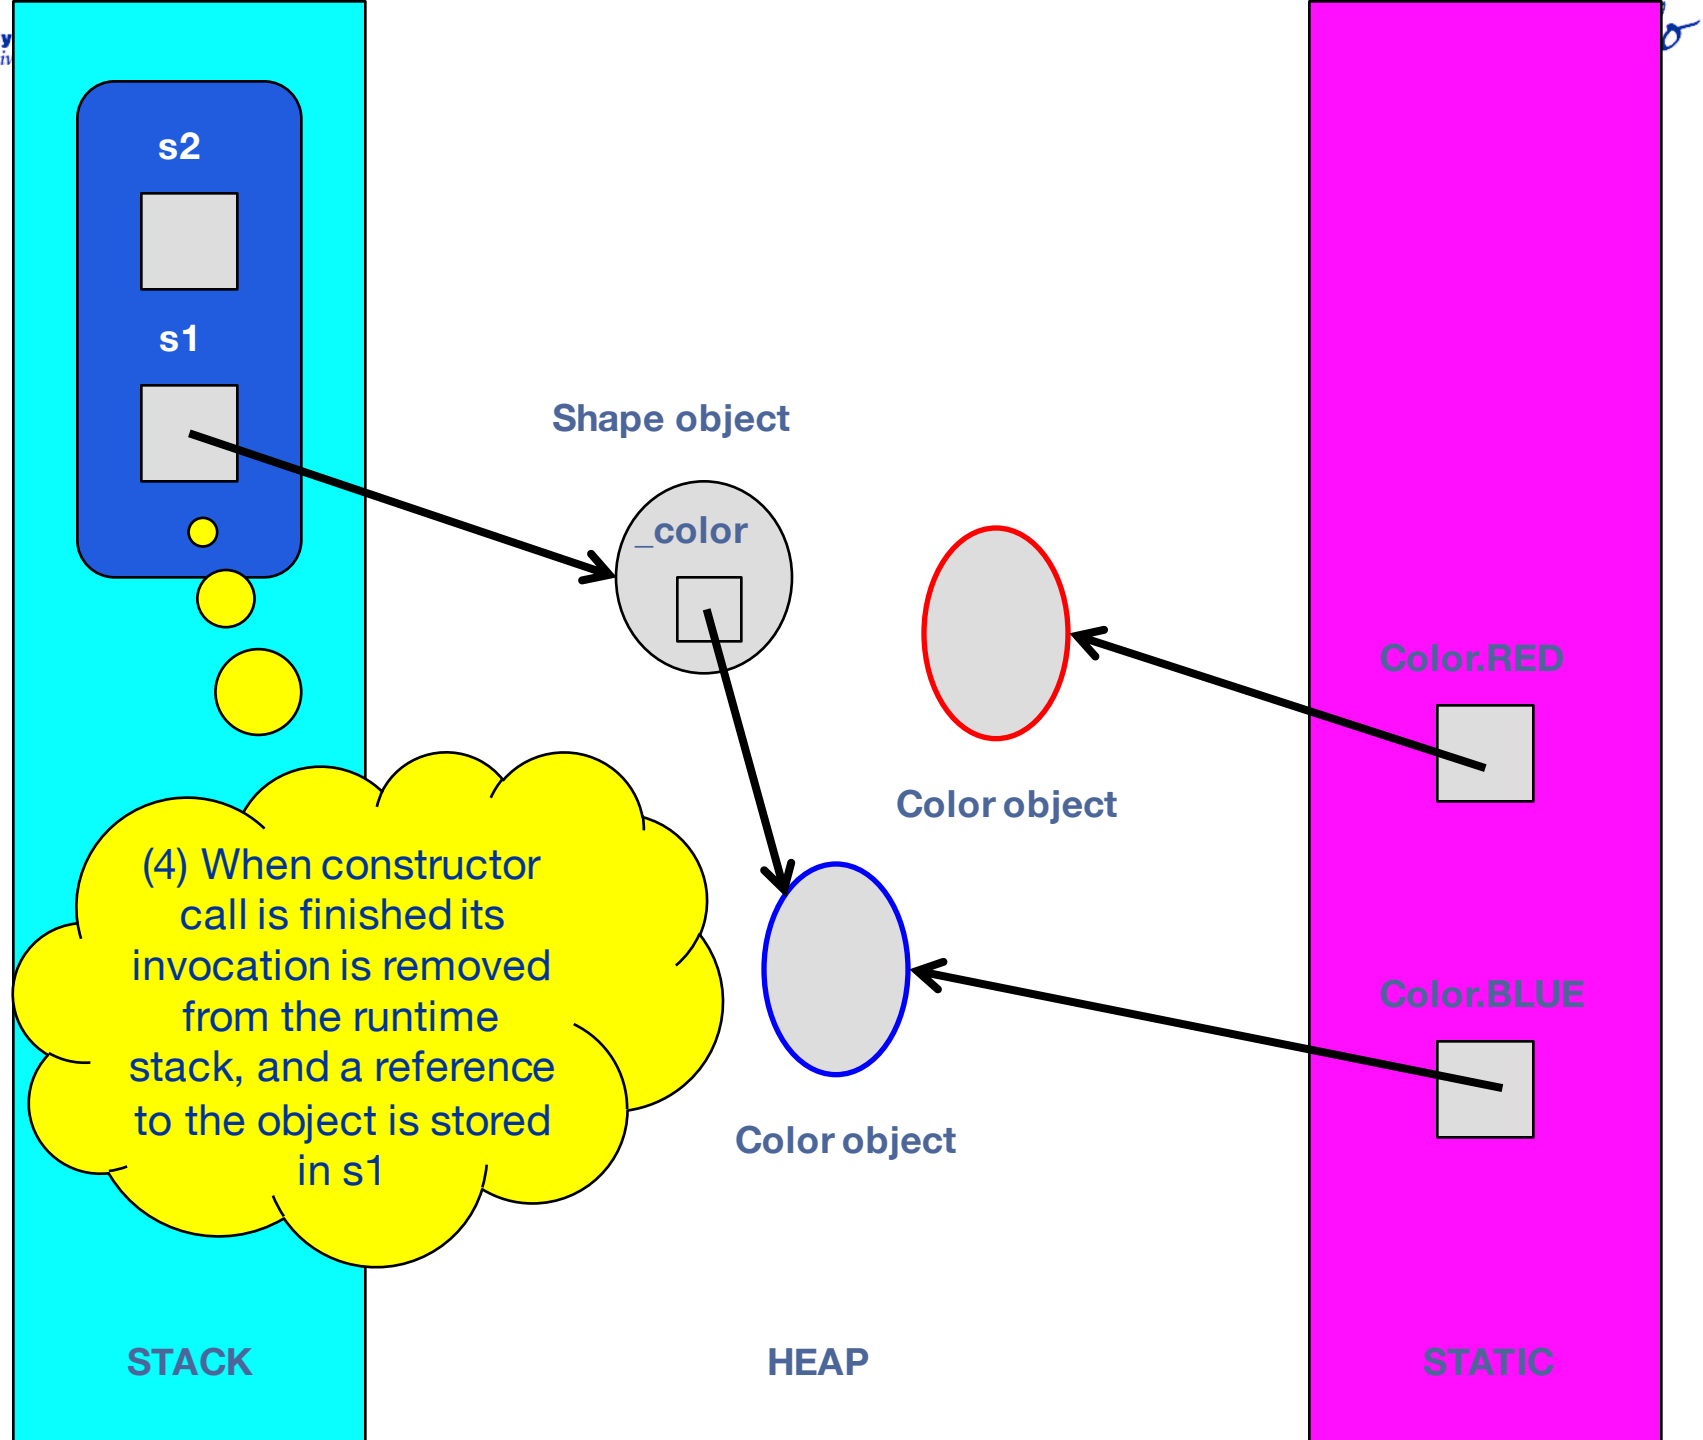 s2
s1
Shape object
_color
Color.RED
Color object
(4) When constructor
call is finished its
invocation is removed
from the runtime
stack, and a reference
to the object is stored
in s1
Color.BLUE
Color object
STACK
HEAP
STATIC